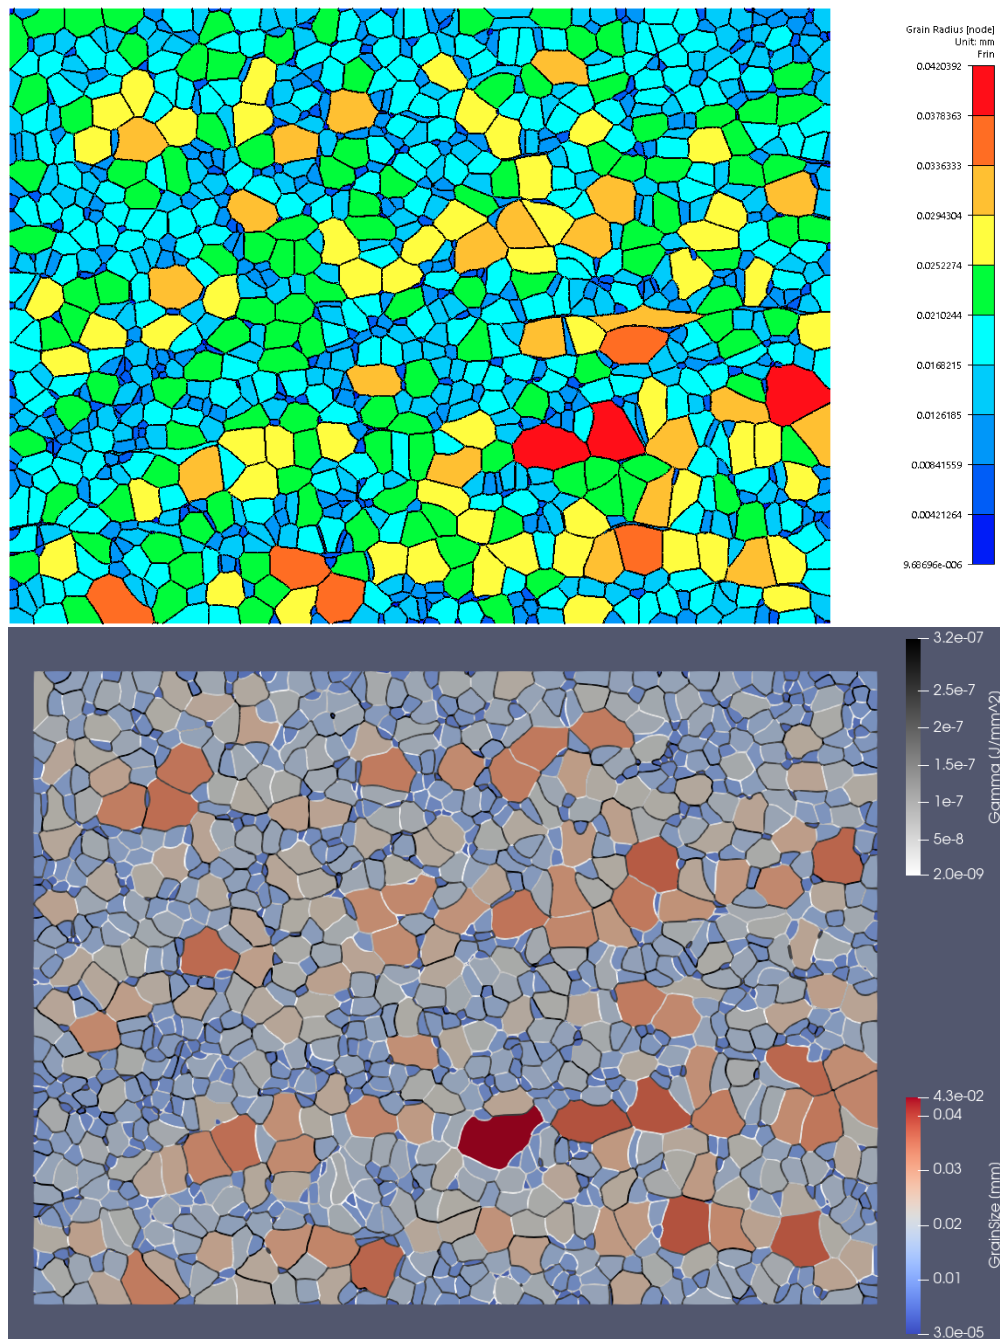 Grain Radius [node]
Unit: mm
Frin
0.0420392
0.0378363
0.0336333
0.0294304
0.0252274
0.0210244
0.0168215
0.0126185
0.00841559
0.00421264
9.68696e-006
3.2e-07
2.5e-7
2e-7
1.5e-7
1e-7
5e-8
2.0e-09
Gamma (J/mm^2)
4.3e-02
0.04
0.03
0.02
0.01
3.0e-05
GrainSize (mm)